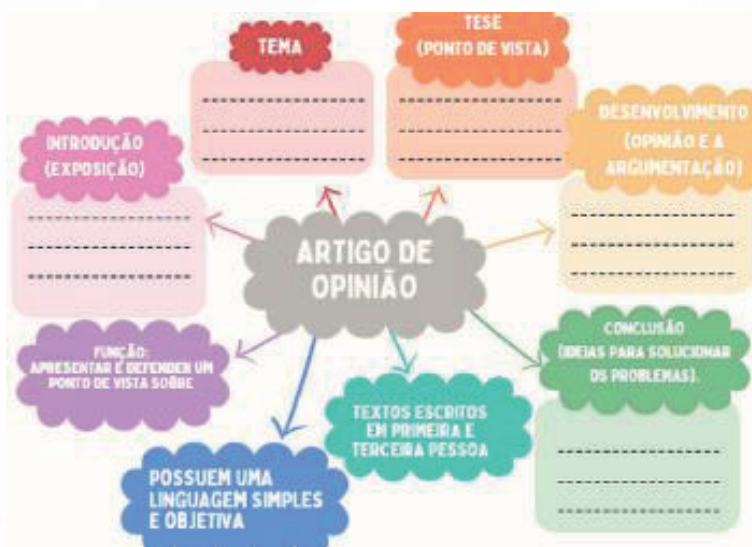 TEMA
TESE
(PONTO DE VISTA)
INTRODUÇÃO
(EXPOSIÇÃO)
DESENVOLVIMENTO
(OPINIÃO E A
ARGUMENTAÇÃO)
ARTIGO DE
OPINIÃO
FUNÇÃO:
APRESENTAR E DEFENDER UM
PONTO DE VISTA SOBRE
CONCLUSÃO
(IDEIAS PARA SOLUCIONAR
OS PROBLEMAS).
TEXTOS ESCRITOS
EM PRIMEIRA E
TERCEIRA PESSOA
POSSUEM UMA
LINGUAGEM SIMPLES
E OBJETIVA